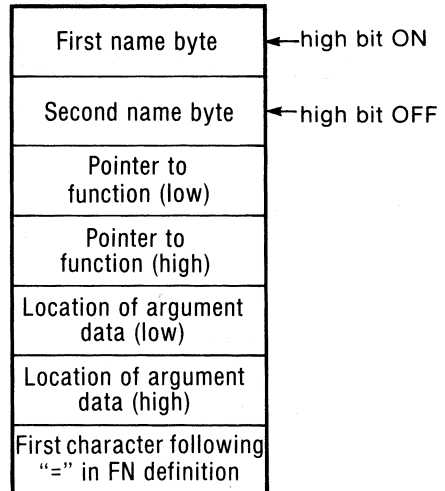 First name byte
high bit ON
Second name byte
high bit OFF
Pointer to
function (low)
Pointer to
function (high)
Location of argument
data (low)
Location of argument
data (high)
First character following
“=” in FN definition